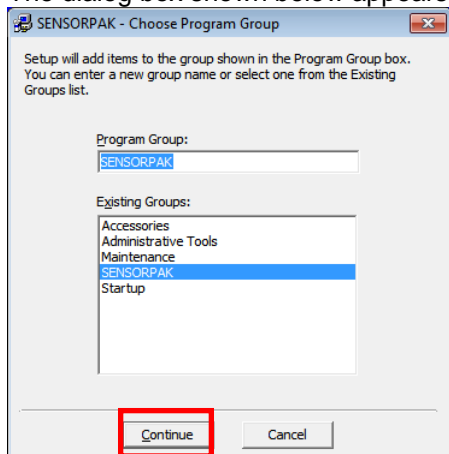 The dialog box shown below appears
SENSORPAK - Choose Program Group
Setup will add items to the group shown in the Program Group box.
You can enter a new group name or select one from the Existing
Groups list.
Program Group:
SENSORPAK
Existing Groups:
Accessories
Administrative Tools
Maintenance
SENSORPAK
Startup
Continue
Cancel